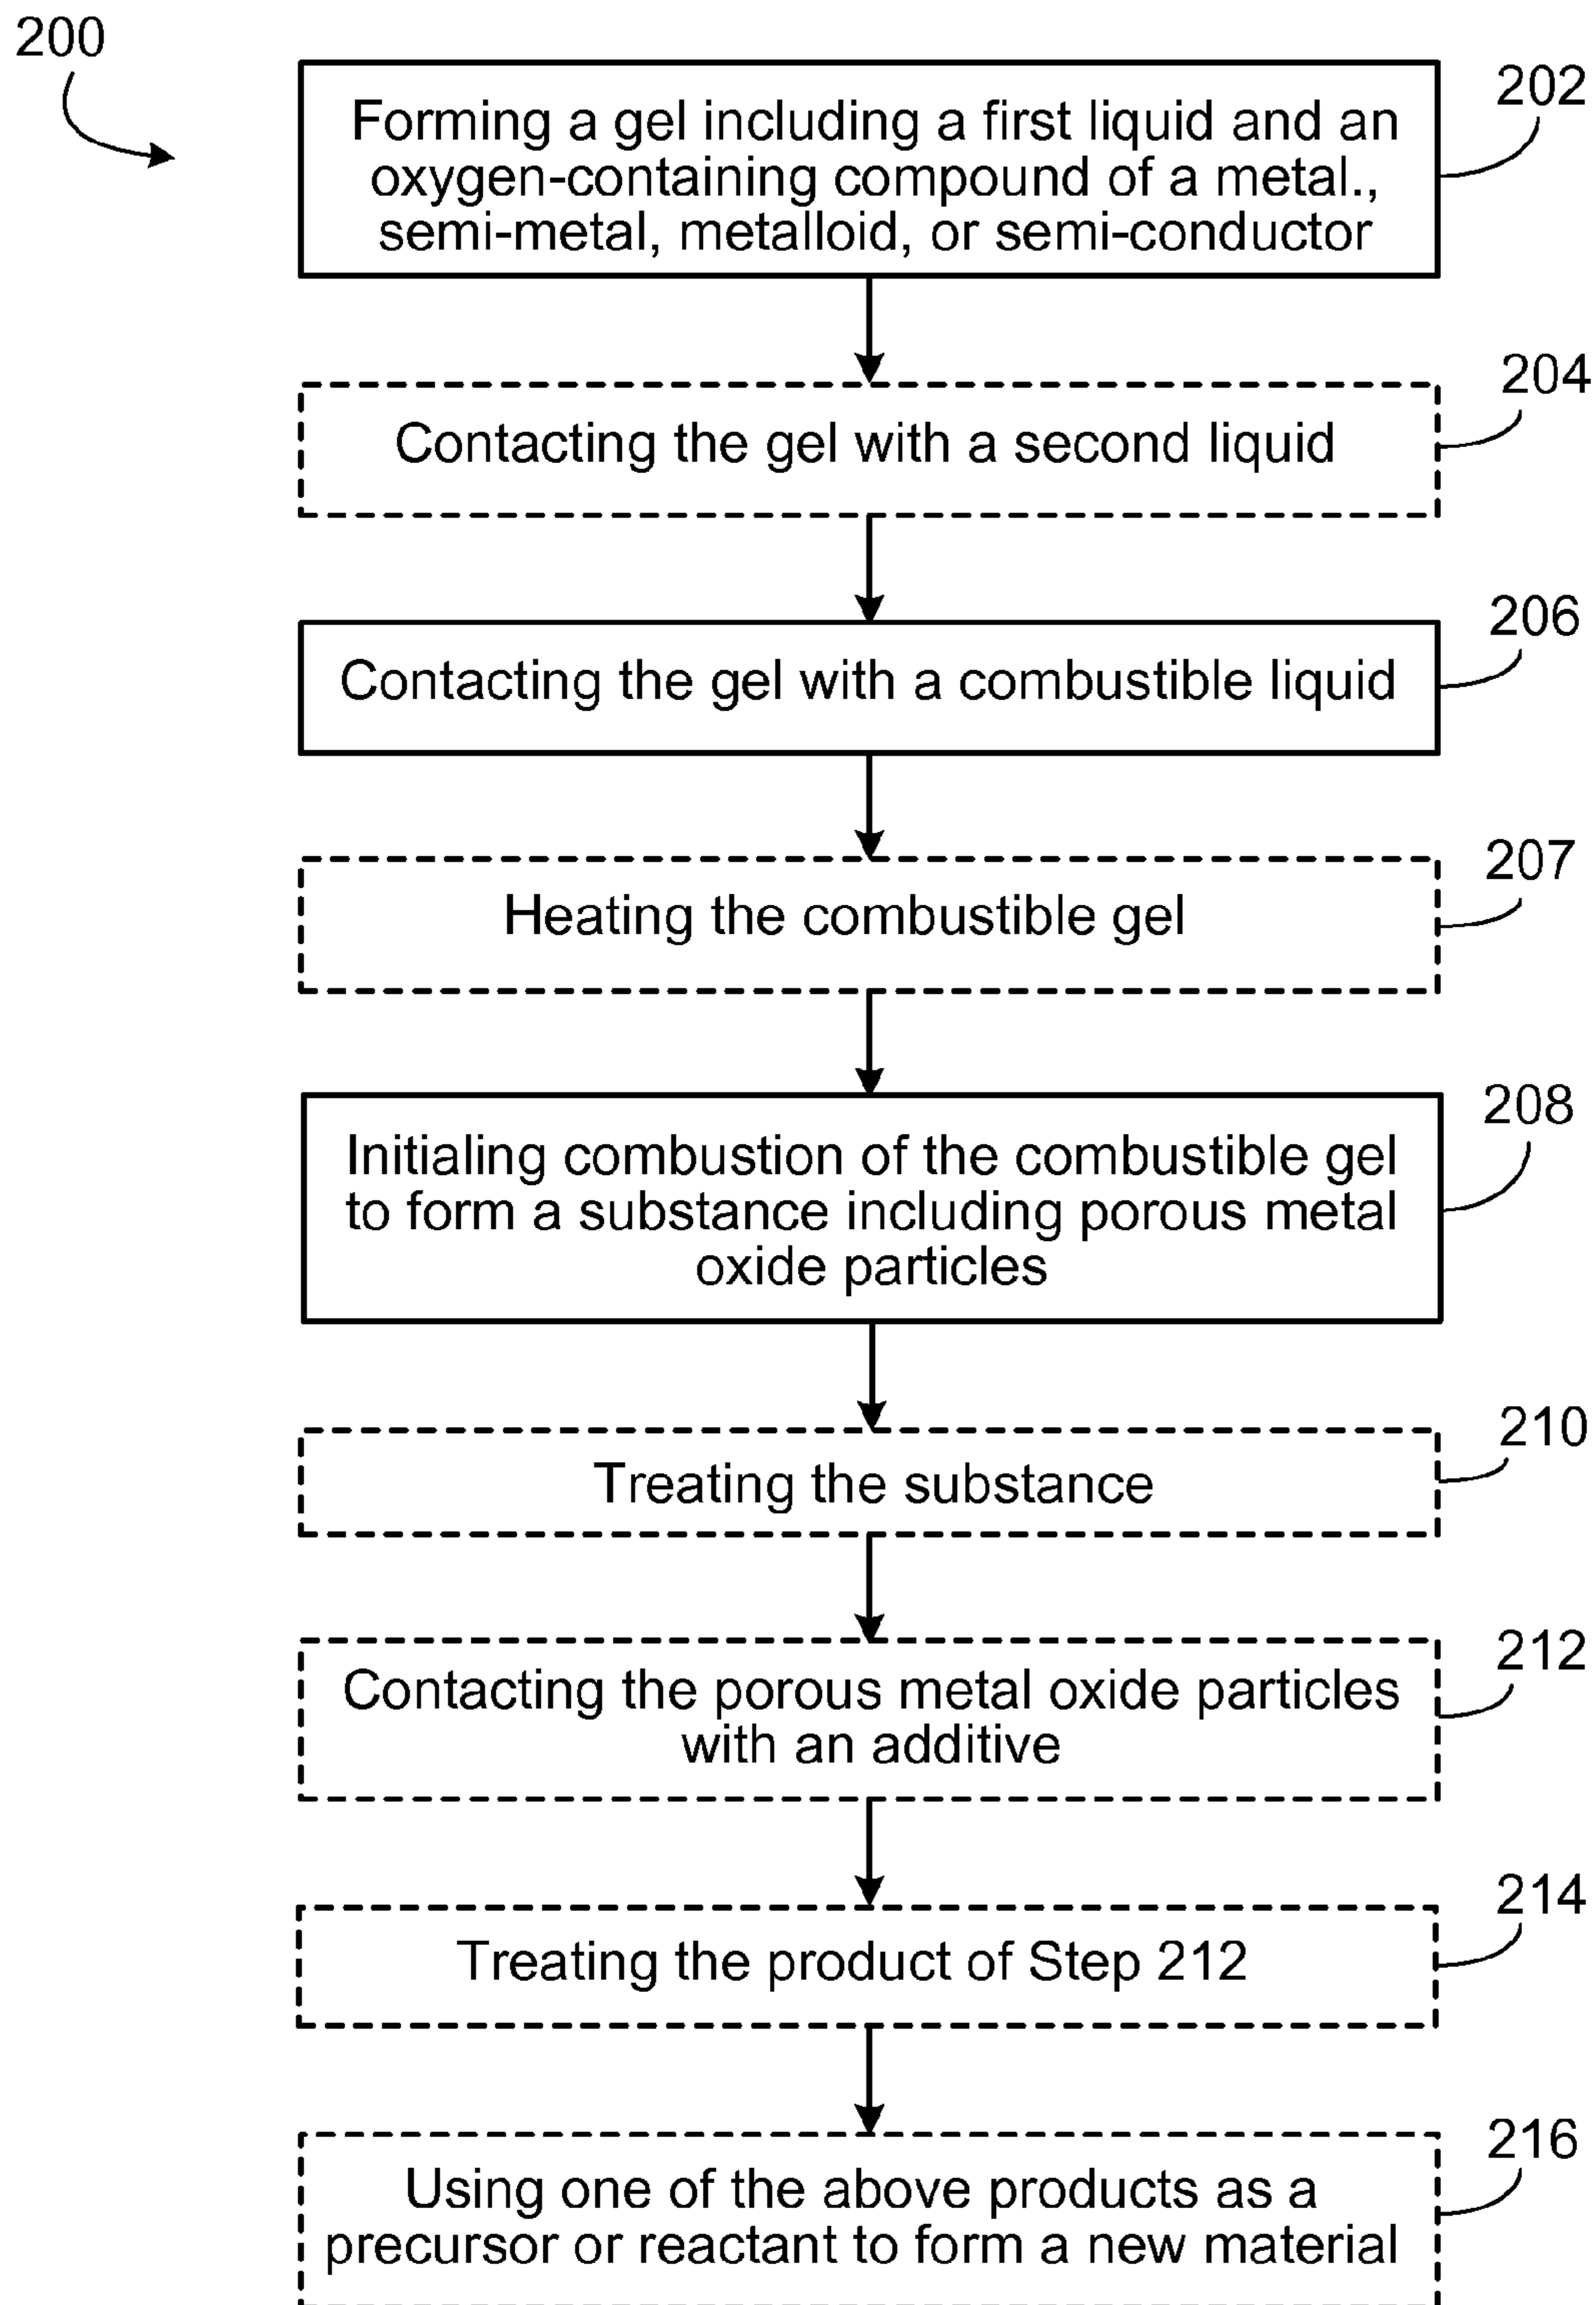 200
202
Forming a gel including a first liquid and an
oxygen-containing compound of a metal.,
semi-metal, metalloid, or semi-conductor
204
Contacting the gel with a second liquid
206
Contacting the gel with a combustible liquid
207
Heating the combustible gel
208
Initialing combustion of the combustible gel
to form a substance including porous metal
oxide particles
210
Treating the substance
212
Contacting the porous metal oxide particles
with an additive
214
Treating the product of Step 212
216
Using one of the above products as a
precursor or reactant to form a new material